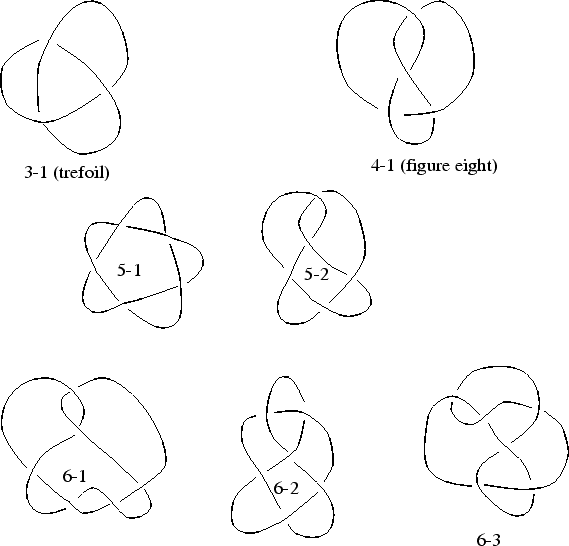 3-1 (trefoil)
4-1 (figure eight)
5-1
5-2
6-1
6-2
6-3